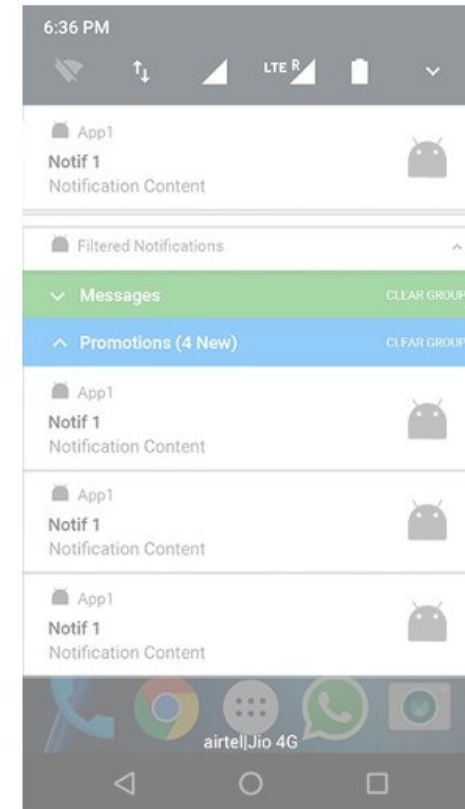 6:36 PM
LTE R
App1
Notif 1
Notification Content
Filtered Notifications
Messages CLEAR GROUP
Promotions (4 New) CLEAR GROUP
App1
Notif 1
Notification Content
App1
Notif 1
Notification Content
App1
Notif 1
Notification Content
airtel|Jio 4G